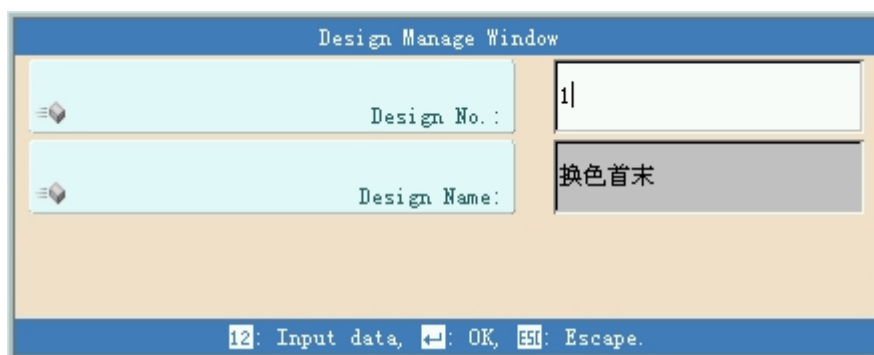 Design Manage Window
Design No.: 1
Design Name: 换色首末
12: Input data, ↵: OK, ESC: Escape.